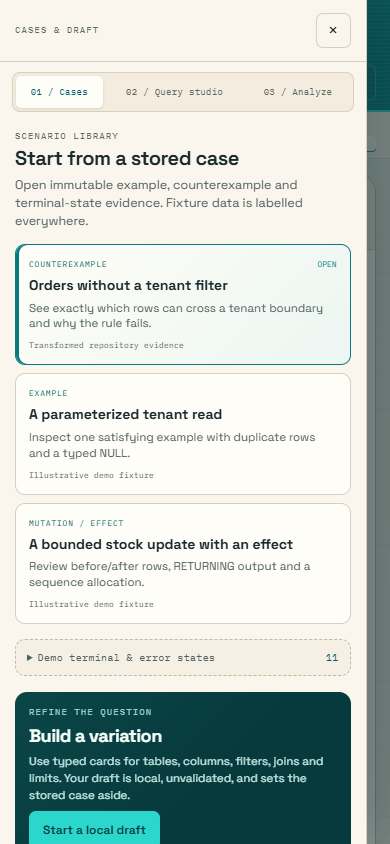 CASES & DRAFT
×
01 / Cases
02 / Query studio
03 / Analyze
SCENARIO LIBRARY
Start from a stored case
Open immutable example, counterexample and
terminal-state evidence. Fixture data is labelled
everywhere.
COUNTEREXAMPLE
OPEN
Orders without a tenant filter
See exactly which rows can cross a tenant boundary
and why the rule fails.
Transformed repository evidence
EXAMPLE
A parameterized tenant read
Inspect one satisfying example with duplicate rows
and a typed NULL.
Illustrative demo fixture
MUTATION / EFFECT
A bounded stock update with an effect
Review before/after rows, RETURNING output and a
sequence allocation.
Illustrative demo fixture
▶ Demo terminal & error states
11
REFINE THE QUESTION
Build a variation
Use typed cards for tables, columns, filters, joins and
limits. Your draft is local, unvalidated, and sets the
stored case aside.
Start a local draft